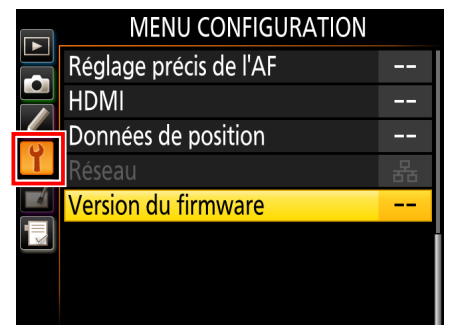 MENU CONFIGURATION
Réglage précis de l'AF --
HDMI --
Données de position --
Réseau
Version du firmware --